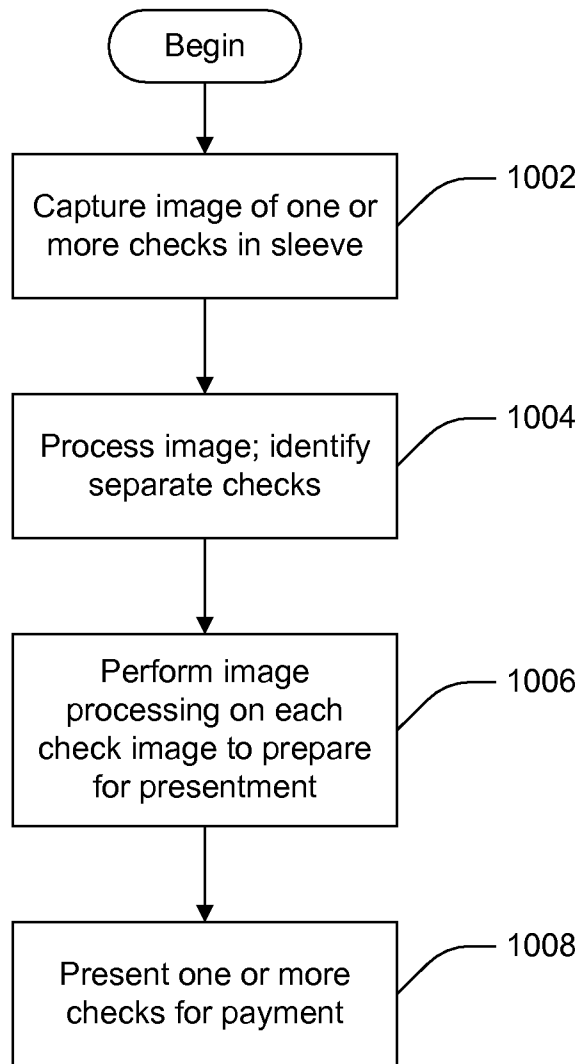 Begin
1002
Capture image of one or
more checks in sleeve
1004
Process image; identify
separate checks
1006
Perform image
processing on each
check image to prepare
for presentment
1008
Present one or more
checks for payment